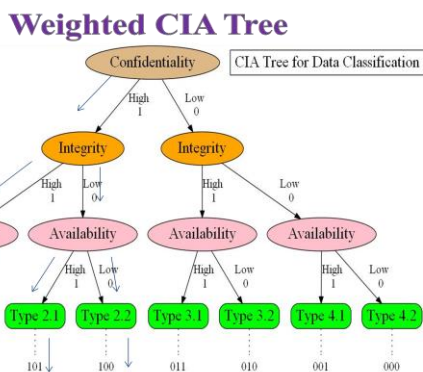 Weighted CIA Tree
Confidentiality
CIA Tree for Data Classification
High
1
Low
0
Integrity
Integrity
High
1
Low
0
High
1
Low
0
Availability
Availability
Availability
High
1
Low
0
High
1
Low
0
High
1
Low
0
Type 2.1
Type 2.2
Type 3.1
Type 3.2
Type 4.1
Type 4.2
101
100
011
010
001
000